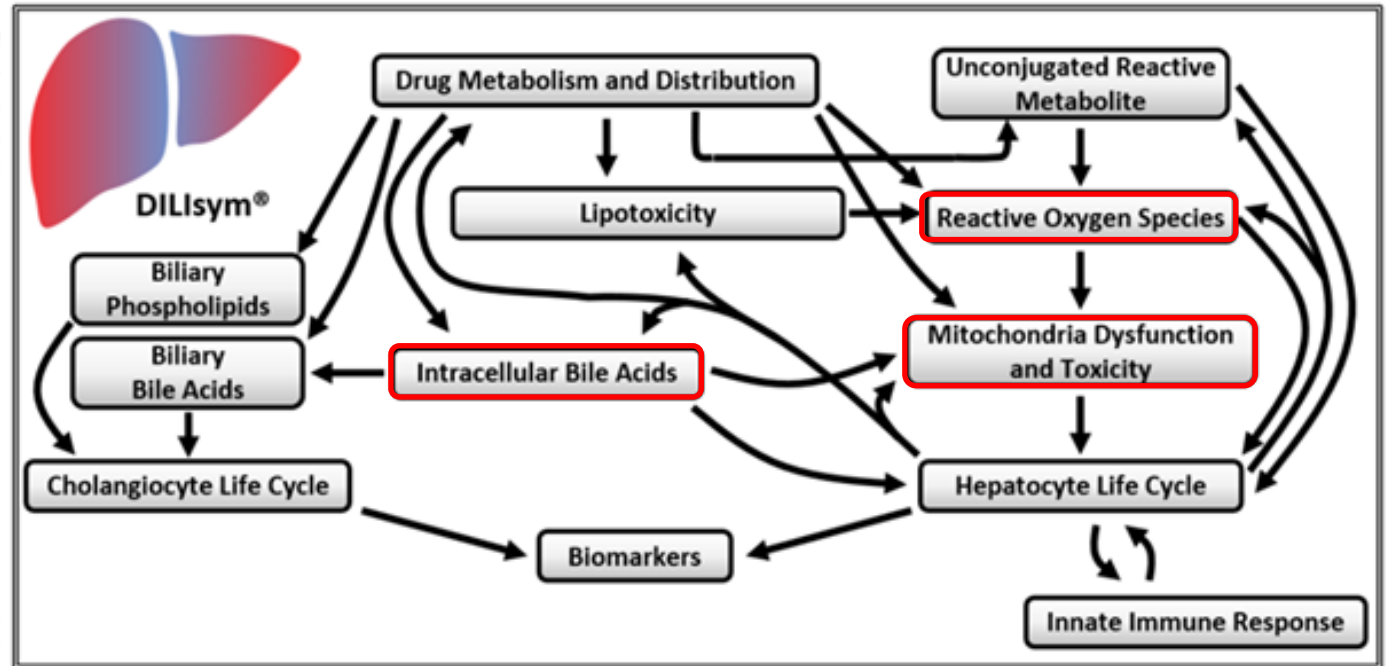 Drug Metabolism and Distribution
Unconjugated Reactive
Metabolite
DILIsym®
Lipotoxicity
Reactive Oxygen Species
Biliary
Phospholipids
Mitochondria Dysfunction
and Toxicity
Biliary
Bile Acids
Intracellular Bile Acids
Cholangiocyte Life Cycle
Hepatocyte Life Cycle
Biomarkers
Innate Immune Response